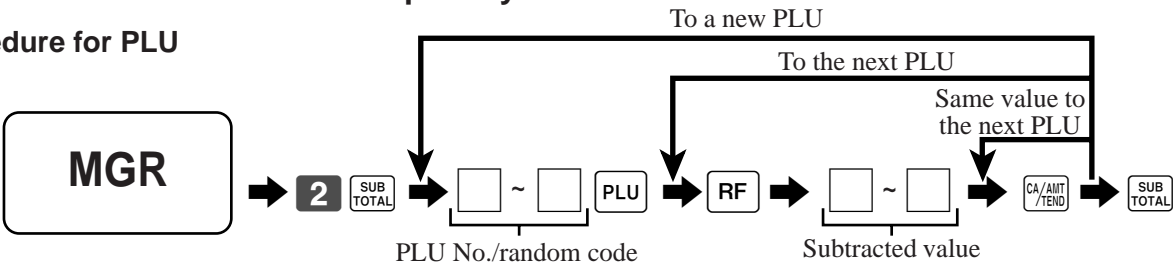 To a new PLU
edure for PLU
To the next PLU
Same value to
the next PLU
MGR
2
SUB
TOTAL
~
PLU
RF
~
CA/AMT
/TEND
SUB
TOTAL
PLU No./random code
Subtracted value